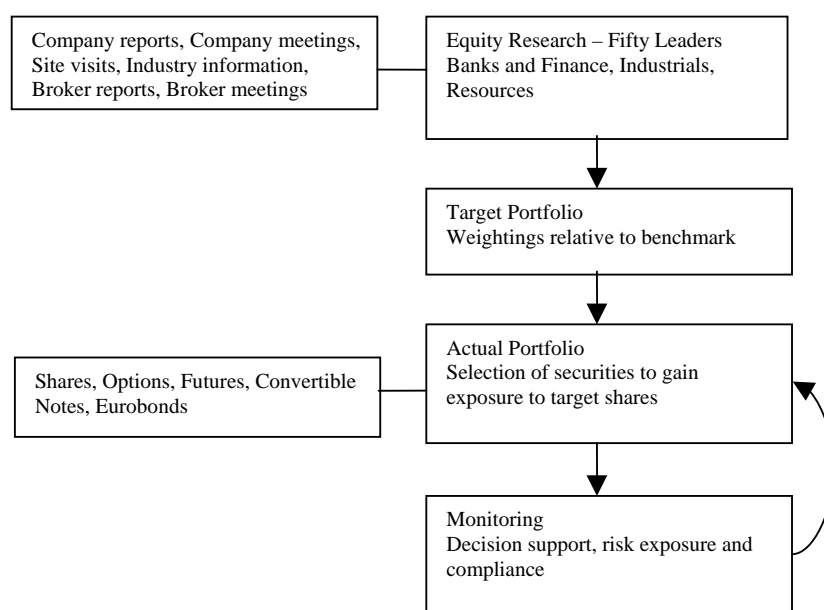 Company reports, Company meetings,
Site visits, Industry information,
Broker reports, Broker meetings
Equity Research – Fifty Leaders
Banks and Finance, Industrials,
Resources
Target Portfolio
Weightings relative to benchmark
Shares, Options, Futures, Convertible
Notes, Eurobonds
Actual Portfolio
Selection of securities to gain
exposure to target shares
Monitoring
Decision support, risk exposure and
compliance